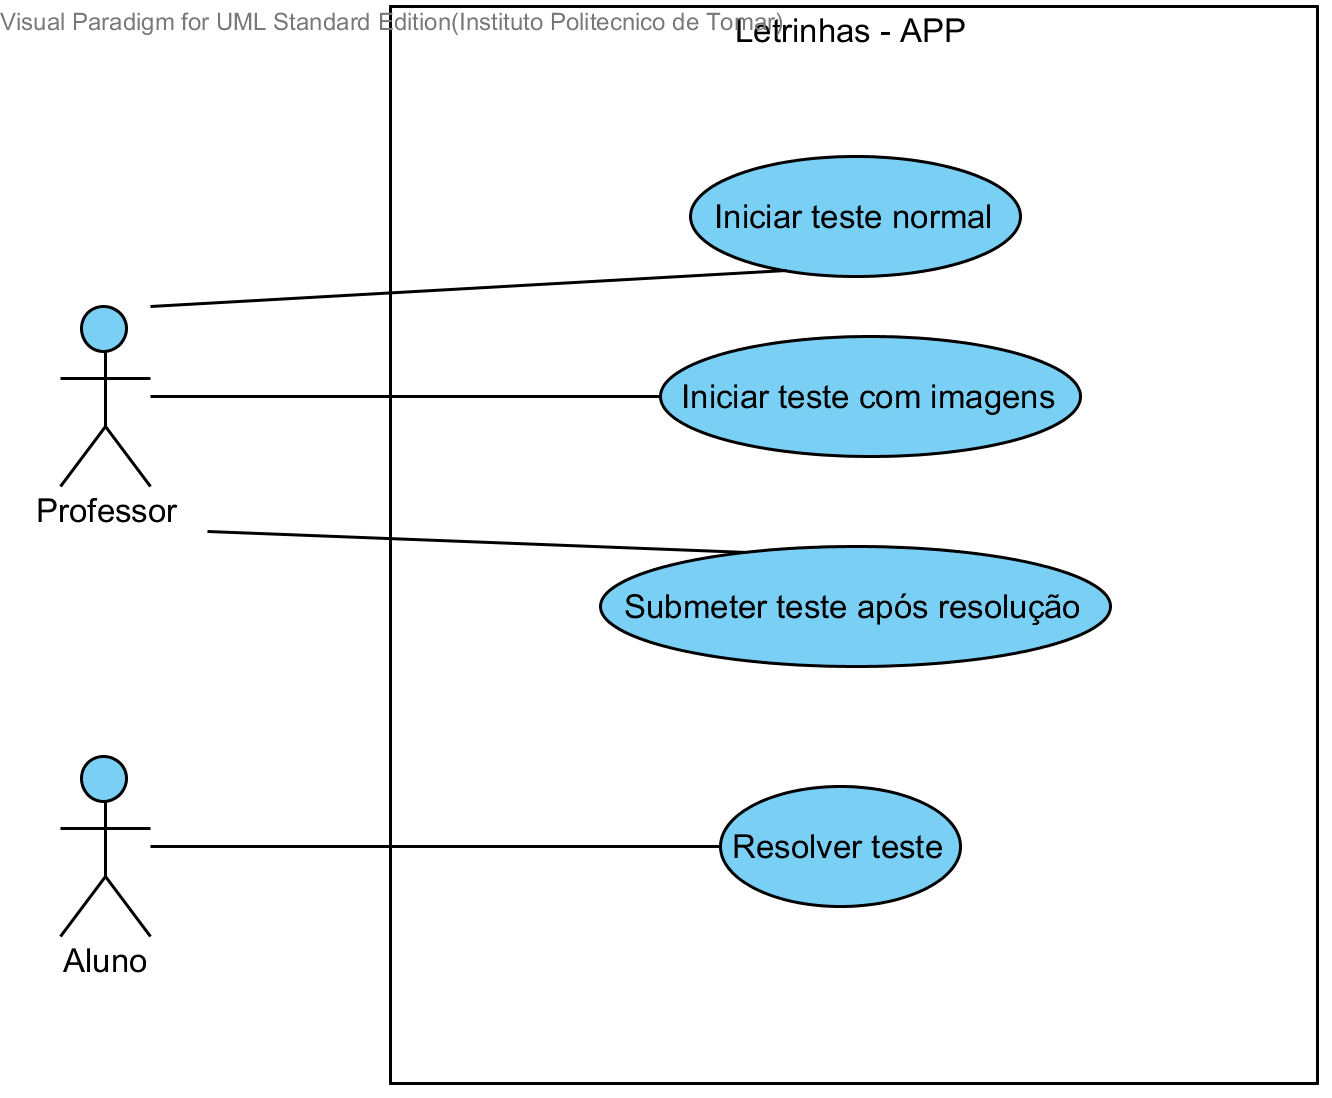 Visual Paradigm for UML Standard Edition(Instituto Politecnico de Tomar)
Letrinhas - APP
Iniciar teste normal
Iniciar teste com imagens
Professor
Submeter teste após resolução
Resolver teste
Aluno